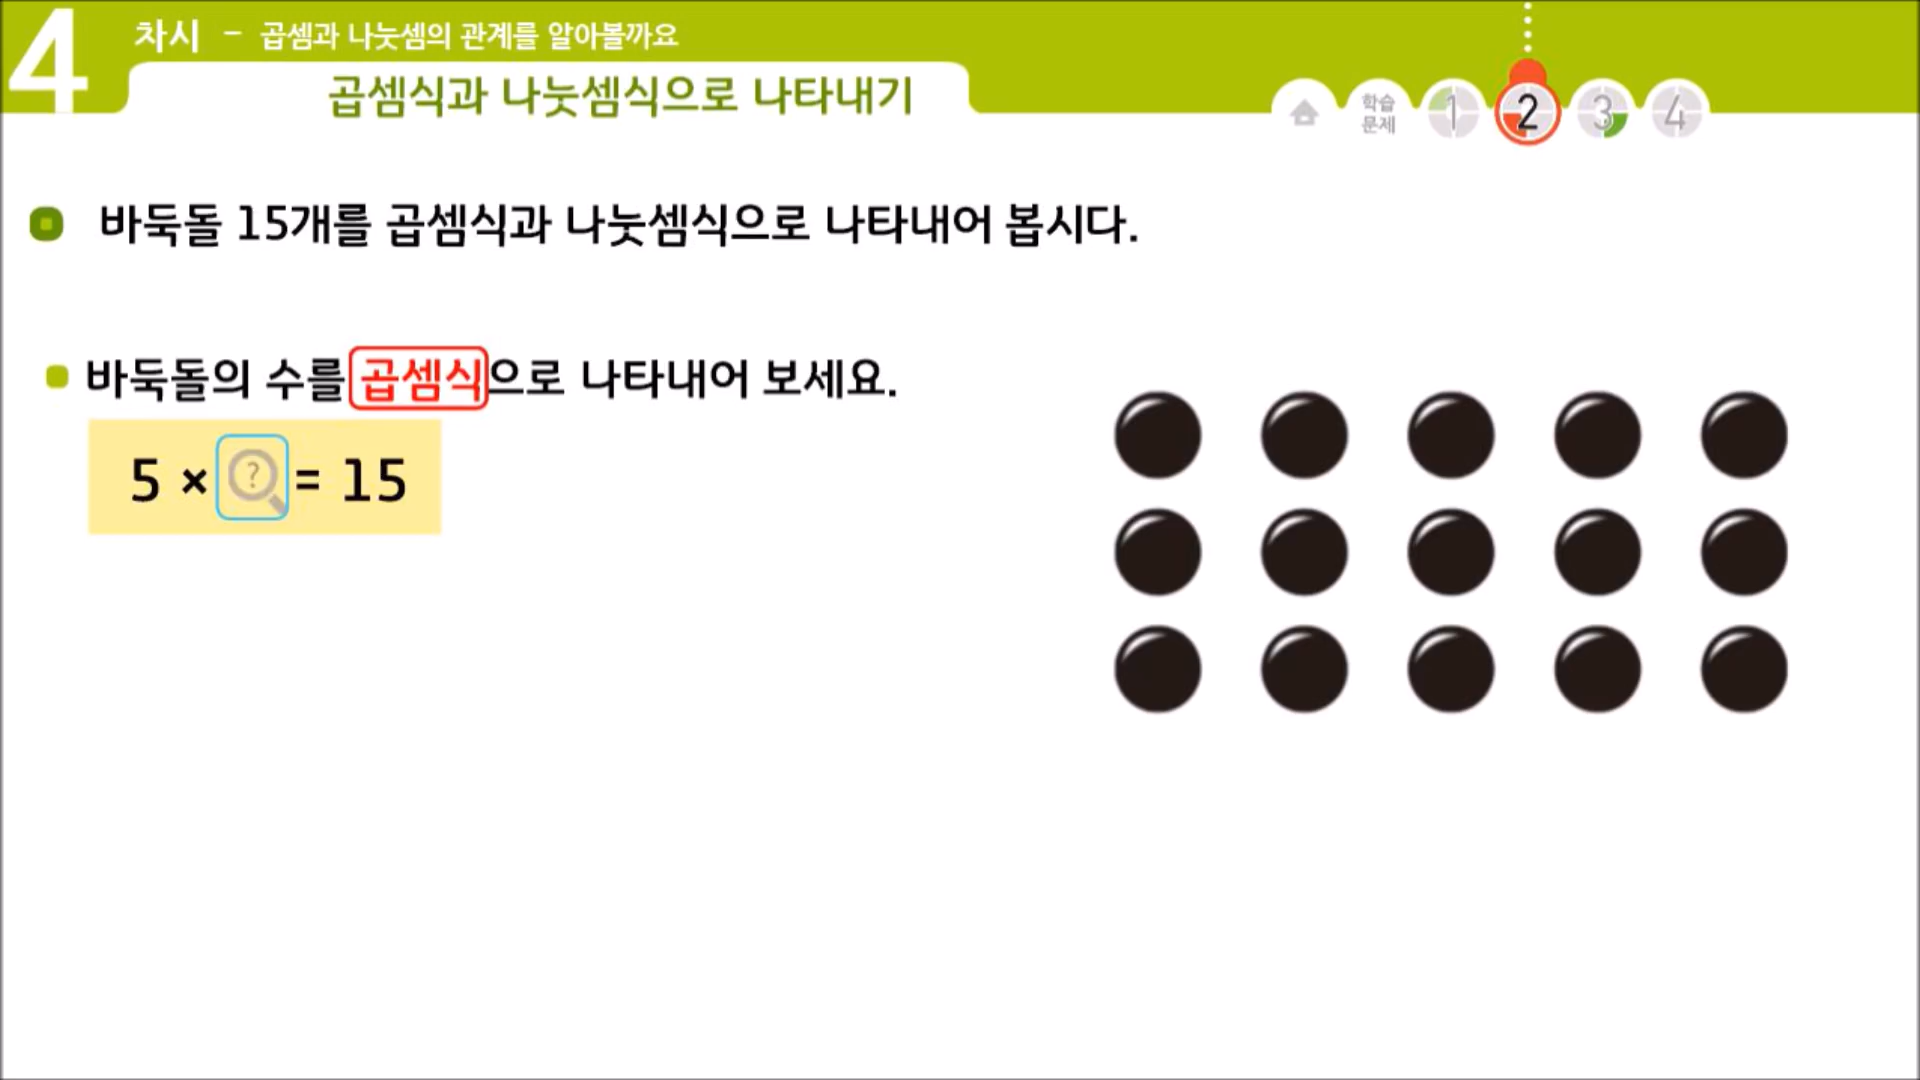 4
차시 - 곱셈과 나눗셈의 관계를 알아볼까요
곱셈식과 나눗셈식으로 나타내기
학습
문제
1
2
3
4
바둑돌 15개를 곱셈식과 나눗셈식으로 나타내어 봅시다.
바둑돌의 수를 곱셈식으로 나타내어 보세요.
5 × ? = 15